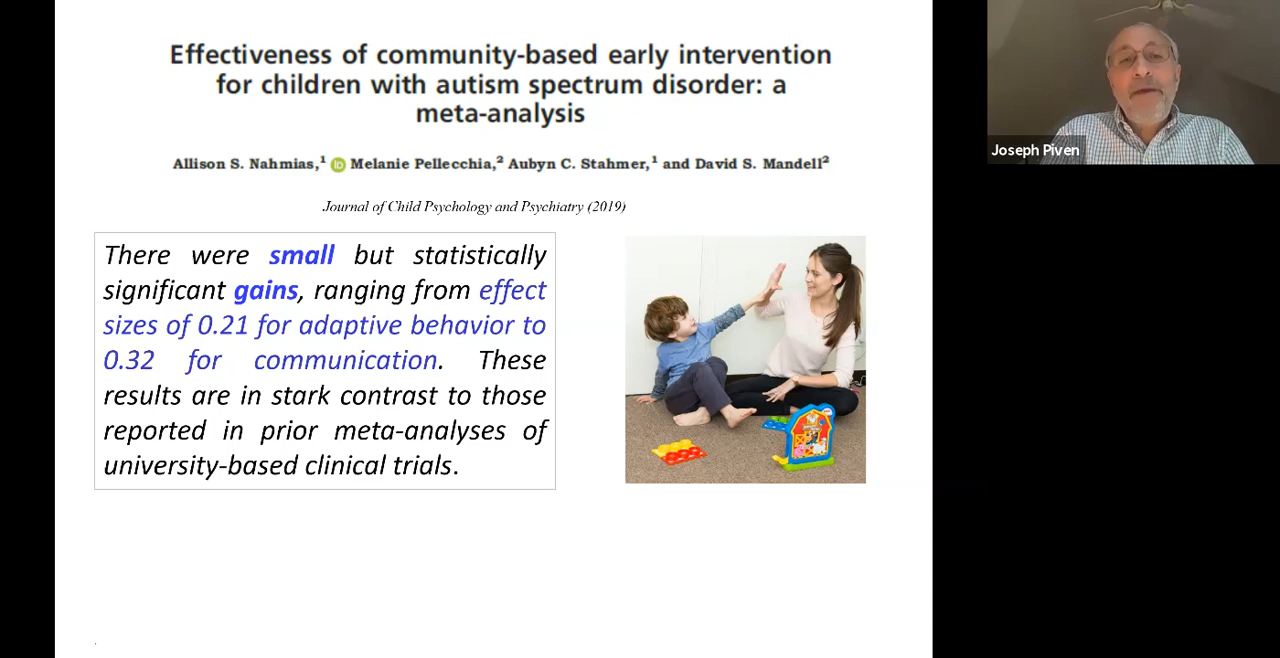 Effectiveness of community-based early intervention
for children with autism spectrum disorder: a
meta-analysis
Allison S. Nahmias,¹ iD Melanie Pellecchia,² Aubyn C. Stahmer,¹ and David S. Mandell²
Journal of Child Psychology and Psychiatry (2019)
There were small but statistically
significant gains, ranging from effect
sizes of 0.21 for adaptive behavior to
0.32 for communication. These
results are in stark contrast to those
reported in prior meta-analyses of
university-based clinical trials.
Joseph Piven